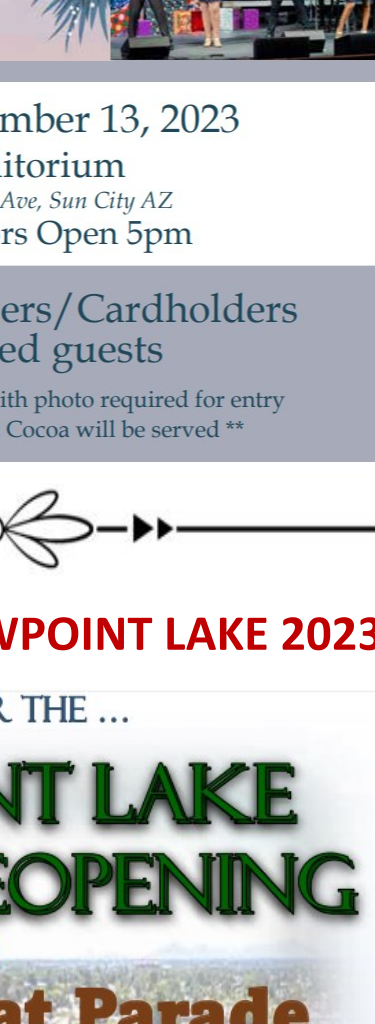 mber 13, 2023
itorium
Ave, Sun City AZ
rs Open 5pm
ers/Cardholders
ed guests
ith photo required for entry
Cocoa will be served **
WPOINT LAKE 2023
R THE ...
NT LAKE
EOPENING
at Parade